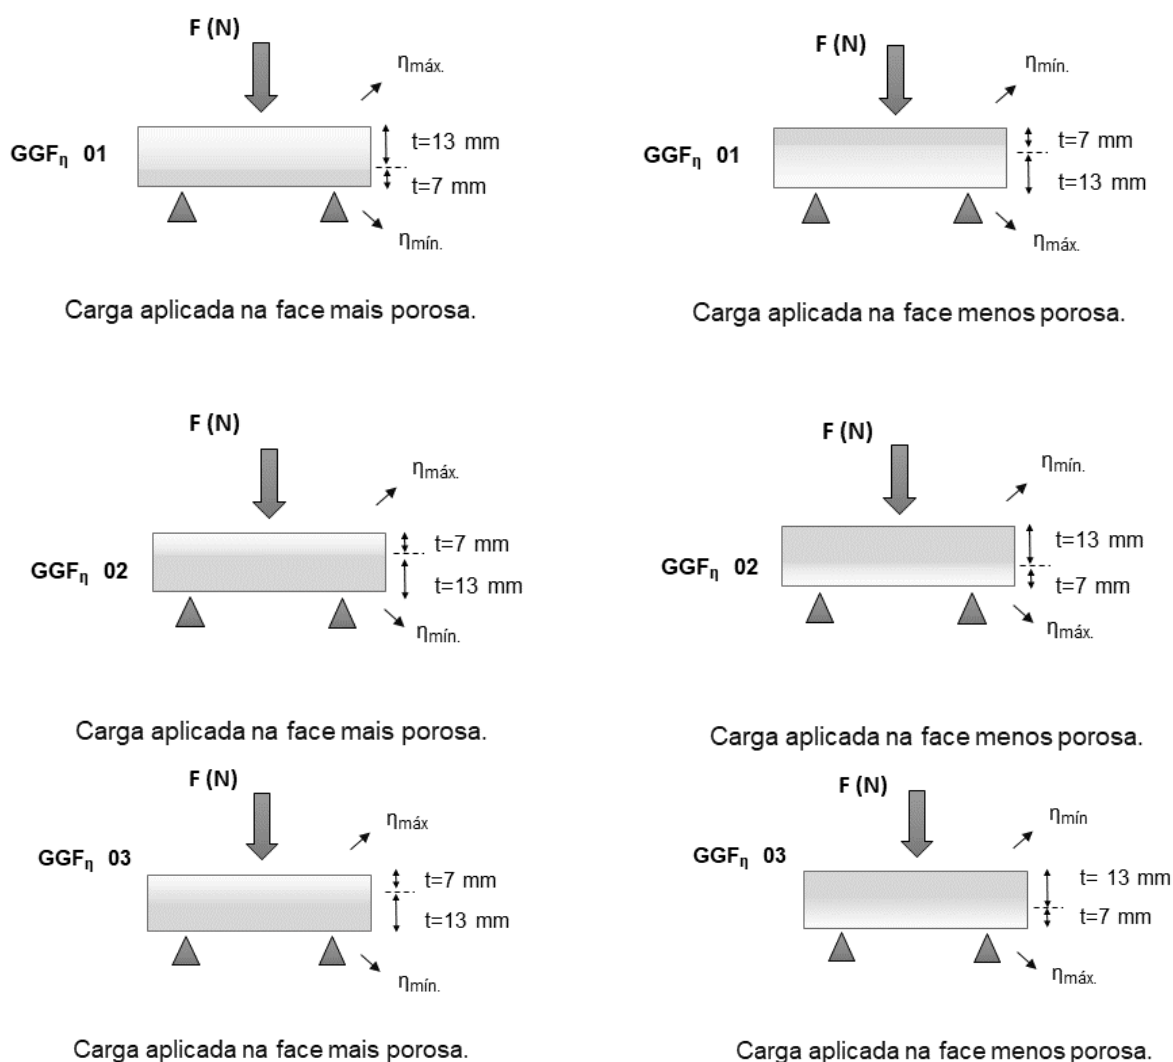 F (N)
ηmáx.
GGFη 01
t=13 mm
t=7 mm
ηmín.
Carga aplicada na face mais porosa.
F (N)
ηmín.
GGFη 01
t=7 mm
t=13 mm
ηmáx.
Carga aplicada na face menos porosa.
F (N)
ηmáx.
GGFη 02
t=7 mm
t=13 mm
ηmín.
Carga aplicada na face mais porosa.
F (N)
ηmín.
GGFη 02
t=13 mm
t=7 mm
ηmáx.
Carga aplicada na face menos porosa.
F (N)
ηmáx
GGFη 03
t=7 mm
t=13 mm
ηmín.
Carga aplicada na face mais porosa.
F (N)
ηmín
GGFη 03
t= 13 mm
t=7 mm
ηmáx.
Carga aplicada na face menos porosa.